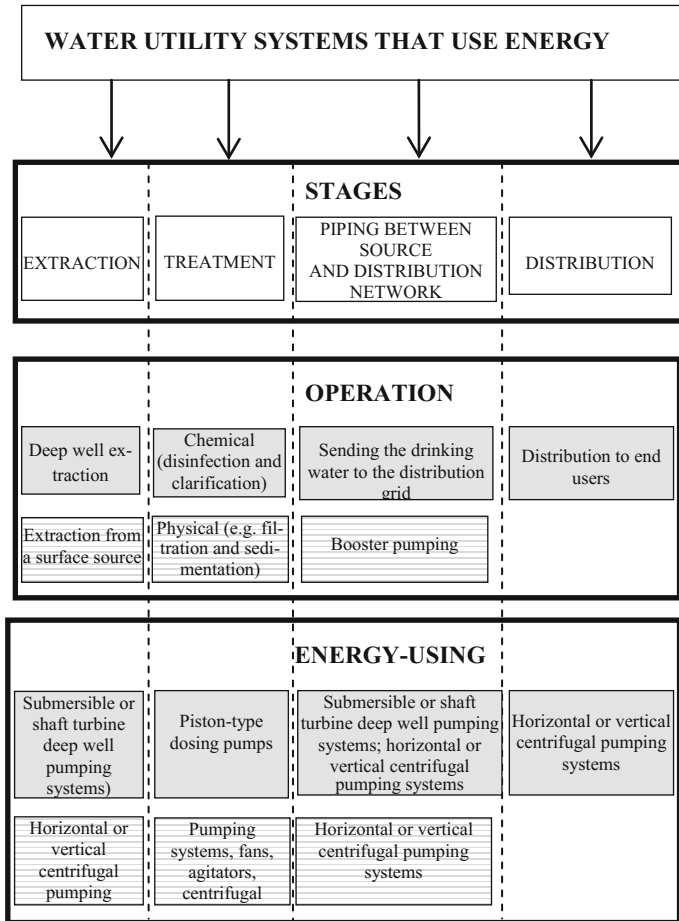 WATER UTILITY SYSTEMS THAT USE ENERGY
STAGES
EXTRACTION
TREATMENT
PIPING BETWEEN
SOURCE
AND DISTRIBUTION
NETWORK
DISTRIBUTION
OPERATION
Deep well ex-
traction
Chemical
(disinfection and
clarification)
Sending the drinking
water to the distribution
grid
Distribution to end
users
Extraction from
a surface source
Physical (e.g. fil-
tration and sedi-
mentation)
Booster pumping
ENERGY-USING
Submersible or
shaft turbine
deep well
pumping
systems)
Piston-type
dosing pumps
Submersible or shaft
turbine deep well pumping
systems; horizontal or
vertical centrifugal
pumping systems
Horizontal or vertical
centrifugal pumping
systems
Horizontal or
vertical
centrifugal
pumping
Pumping
systems, fans,
agitators,
centrifugal
Horizontal or vertical
centrifugal pumping
systems